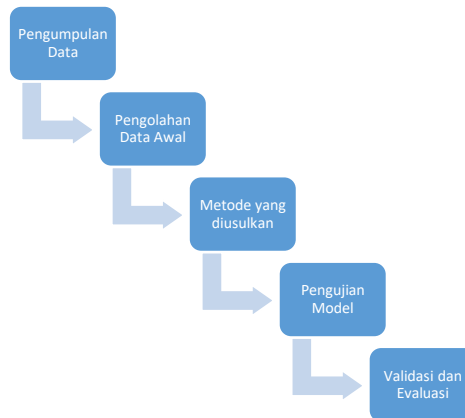 Pengumpulan
Data
Pengolahan
Data Awal
Metode yang
diusulkan
Pengujian
Model
Validasi dan
Evaluasi